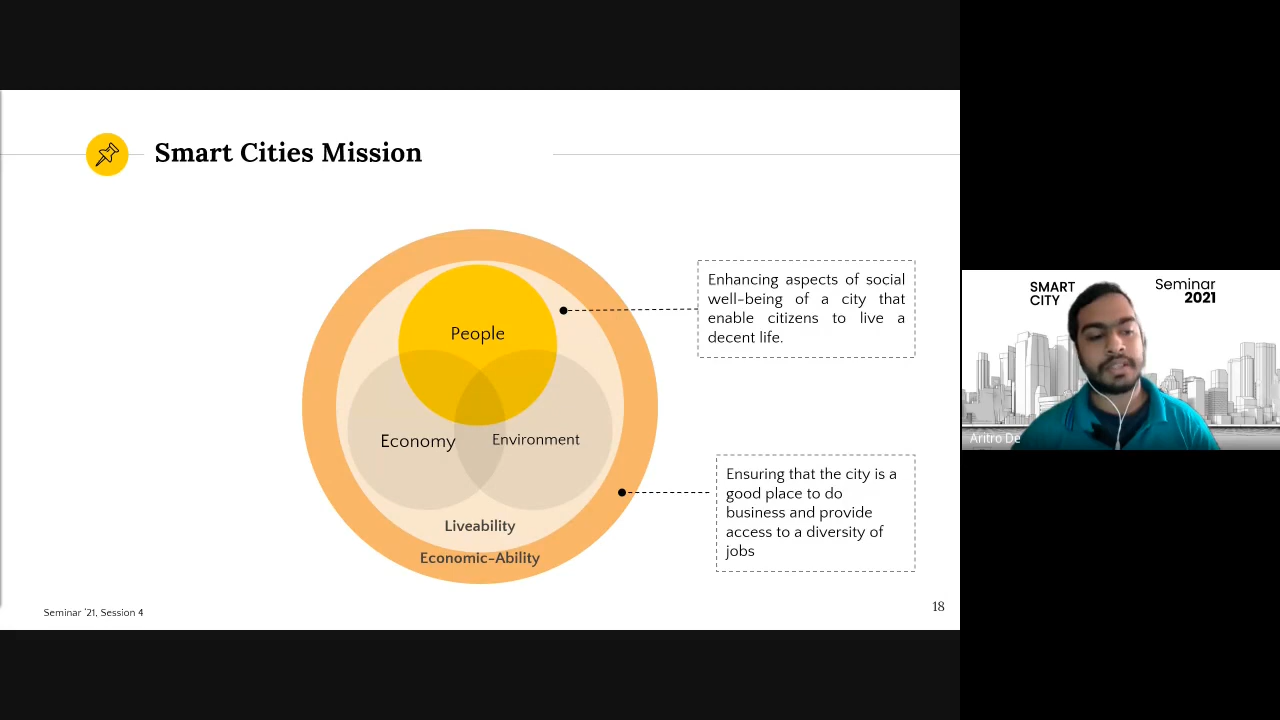 Smart Cities Mission
People
Economy
Environment
Liveability
Economic-Ability
Enhancing aspects of social
well-being of a city that
enable citizens to live a
decent life.
Ensuring that the city is a
good place to do
business and provide
access to a diversity of
jobs
Seminar '21, Session 4
18
SMART
CITY
Seminar
2021
Aritro De